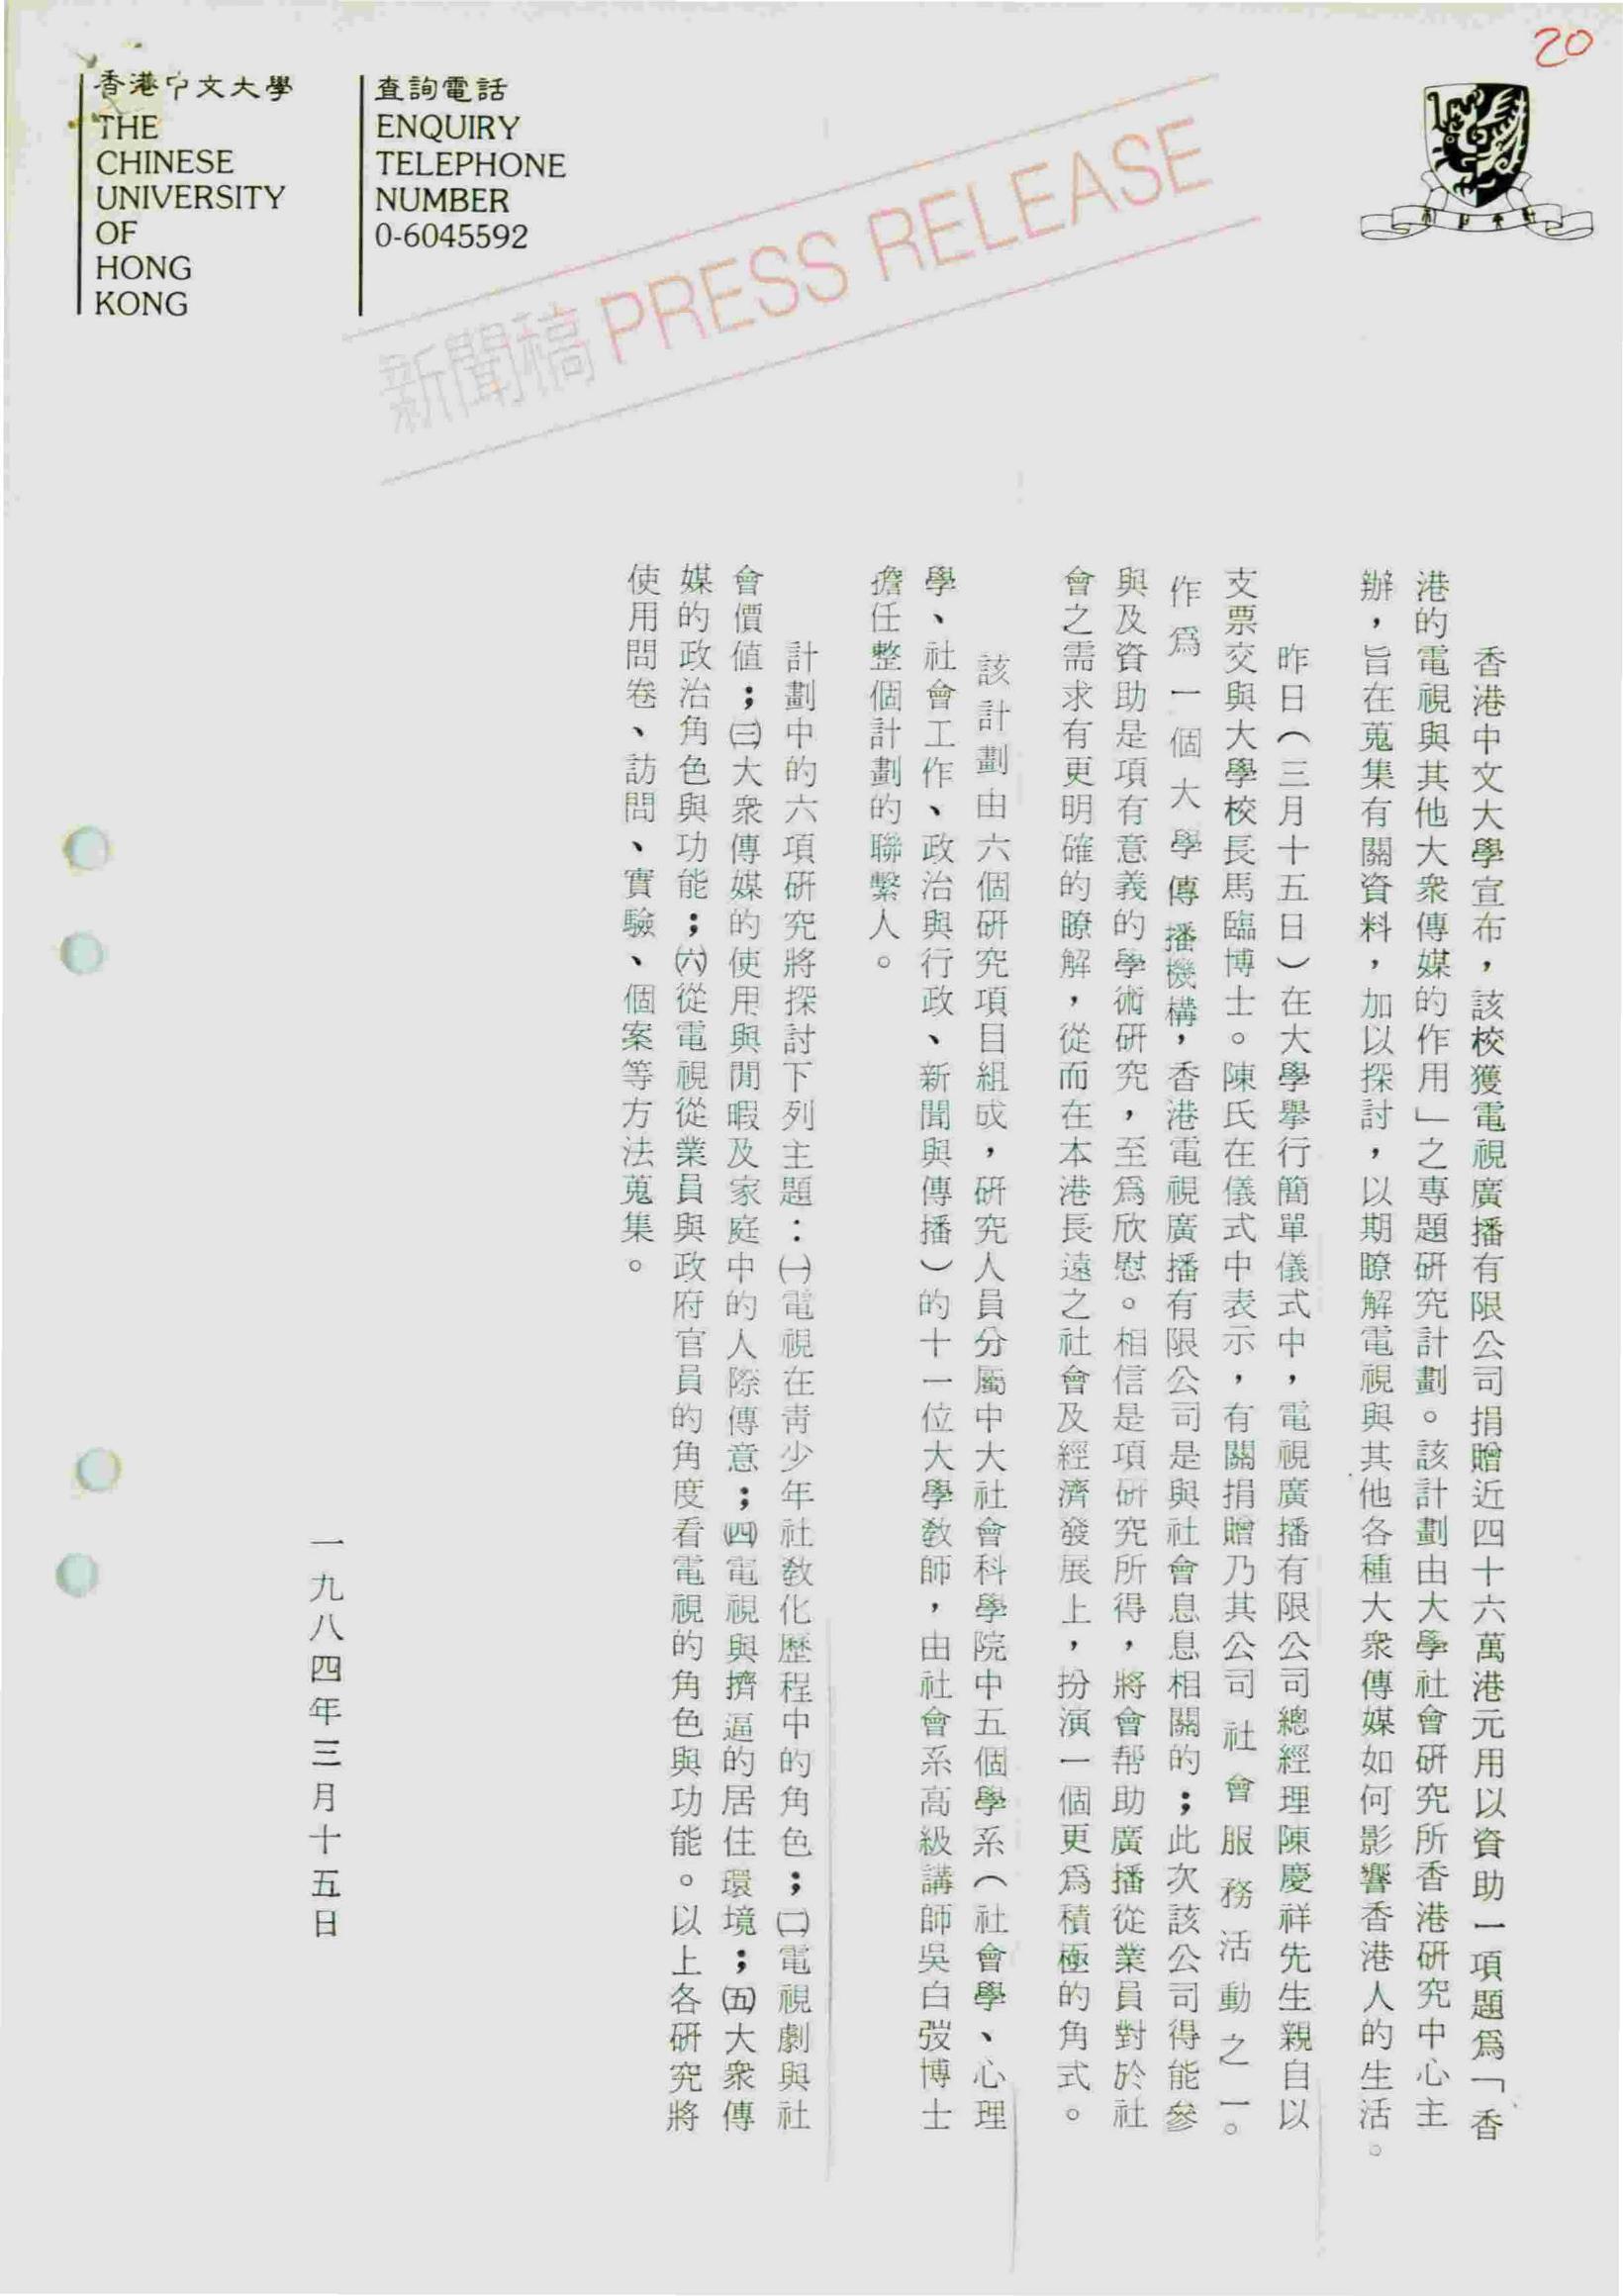 20
香港中文大學
THE
CHINESE
UNIVERSITY
OF
HONG
KONG
查詢電話
ENQUIRY
TELEPHONE
NUMBER
0-6045592
新聞稿 PRESS RELEASE
香港中文大學宣布，該校獲電視廣播有限公司捐贈近四十六萬港元用以資助一項題爲「香
港的電視與其他大衆傳媒的作用」之專題研究計劃。該計劃由大學社會研究所香港研究中心主
辦，旨在蒐集有關資料，加以探討，以期瞭解電視與其他各種大衆傳媒如何影響香港人的生活。
昨日（三月十五日）在大學舉行簡單儀式中，電視廣播有限公司總經理陳慶祥先生親自以
支票交與大學校長馬臨博士。陳氏在儀式中表示，有關捐贈乃其公司社會服務活動之一。
作爲一個大學傳播機構，香港電視廣播有限公司是與社會息息相關的；此次該公司得能參
與及資助是項有意義的學術研究，至爲欣慰。相信是項研究所得，將會帮助廣播從業員對於社
會之需求有更明確的瞭解，從而在本港長遠之社會及經濟發展上，扮演一個更爲積極的角式。
該計劃由六個研究項目組成，研究人員分屬中大社會科學院中五個學系（社會學、心理
學、社會工作、政治與行政、新聞與傳播）的十一位大學教師，由社會系高級講師吳白弢博士
擔任整個計劃的聯繫人。
計劃中的六項研究將探討下列主題：㈠電視在青少年社教化歷程中的角色；㈡電視劇與社
會價值；㈢大衆傳媒的使用與閒暇及家庭中的人際傳意；㈣電視與擠逼的居住環境；㈤大衆傳
媒的政治角色與功能；㈥從電視從業員與政府官員的角度看電視的角色與功能。以上各研究將
使用問卷、訪問、實驗、個案等方法蒐集。
一九八四年三月十五日